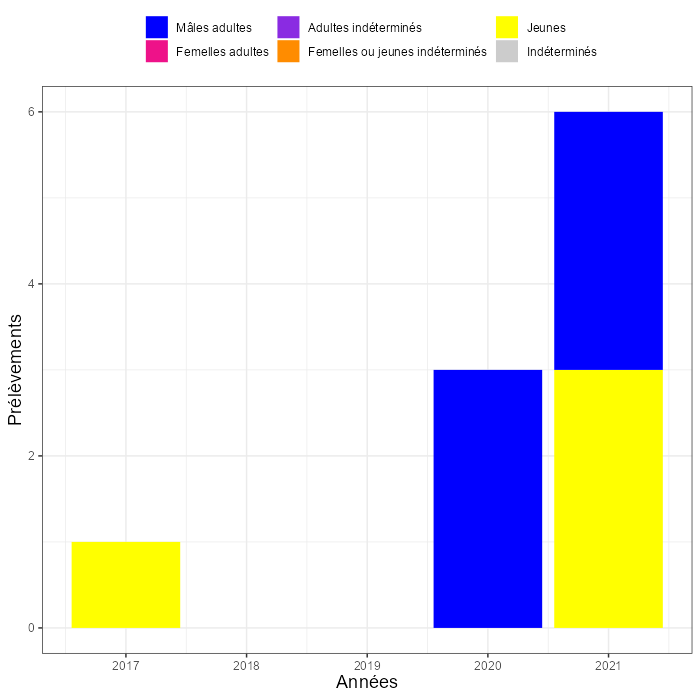 Mâles adultes
Adultes indéterminés
Jeunes
Femelles adultes
Femelles ou jeunes indéterminés
Indéterminés
Prélèvements
6
4
2
0
2017 2018 2019 2020 2021
Années